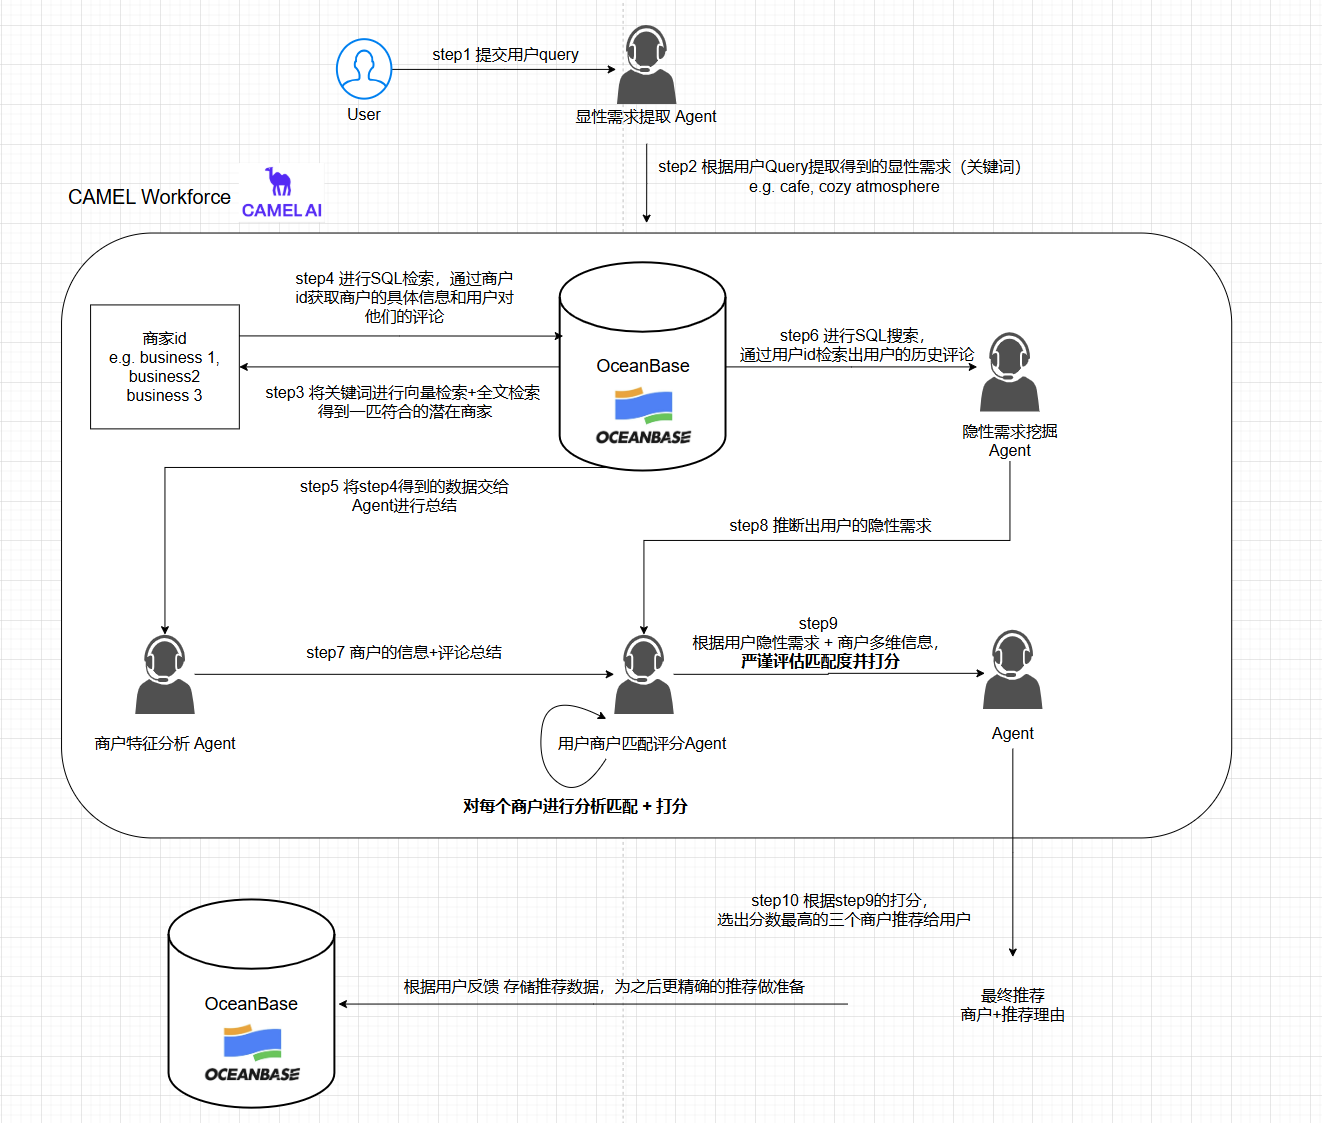 step1 提交用户query
User
显性需求提取 Agent
step2 根据用户Query提取得到的显性需求（关键词）
e.g. cafe, cozy atmosphere
CAMEL Workforce
CAMEL AI
step4 进行SQL检索，通过商户
id获取商户的具体信息和用户对
他们的评论
商家id
e.g. business 1,
business2
business 3
step3 将关键词进行向量检索+全文检索
得到一匹符合的潜在商家
OceanBase
OCEANBASE
step6 进行SQL搜索，
通过用户id检索出用户的历史评论
隐性需求挖掘
Agent
step5 将step4得到的数据交给
Agent进行总结
step8 推断出用户的隐性需求
step7 商户的信息+评论总结
step9
根据用户隐性需求 + 商户多维信息，
严谨评估匹配度并打分
商户特征分析 Agent
用户商户匹配评分Agent
Agent
对每个商户进行分析匹配 + 打分
step10 根据step9的打分，
选出分数最高的三个商户推荐给用户
OceanBase
OCEANBASE
根据用户反馈 存储推荐数据，为之后更精确的推荐做准备
最终推荐
商户+推荐理由